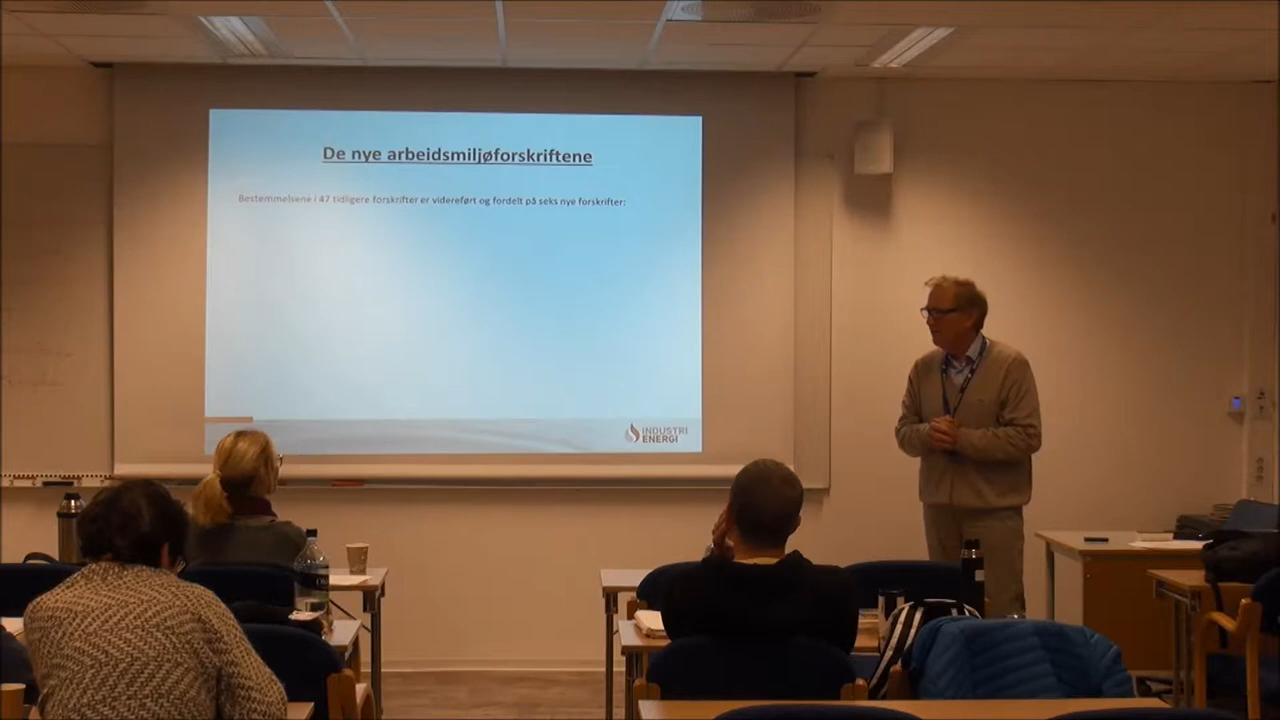 De nye arbeidsmiljøforskriftene
Bestemmelsene i 47 tidligere forskrifter er videreført og fordelt på seks nye forskrifter:
INDUSTRI
ENERGI